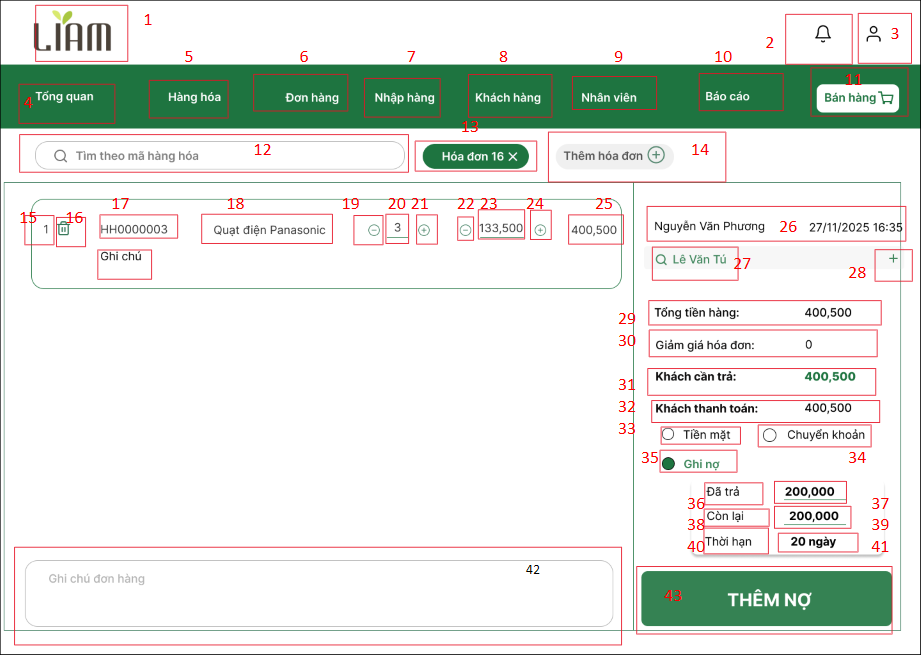 LIAM 1
2 3
5 6 7 8 9 10 11
4 Tổng quan Hàng hóa Đơn hàng Nhập hàng Khách hàng Nhân viên Báo cáo Bán hàng
13
Tìm theo mã hàng hóa 12 Hóa đơn 16 × Thêm hóa đơn 14
15 16 17 18 19 20 21 22 23 24 25
1 HH0000003 Quạt điện Panasonic 3 133,500 400,500
Ghi chú
Nguyễn Văn Phương 26 27/11/2025 16:35
Lê Văn Tú 27 28 +
29 Tổng tiền hàng: 400,500
30 Giảm giá hóa đơn: 0
31 Khách cần trả: 400,500
32 Khách thanh toán: 400,500
33 Tiền mặt Chuyển khoản 34
35 Ghi nợ
36 Đã trả 200,000 37
38 Còn lại 200,000 39
40 Thời hạn 20 ngày 41
Ghi chú đơn hàng 42
43 THÊM NỢ